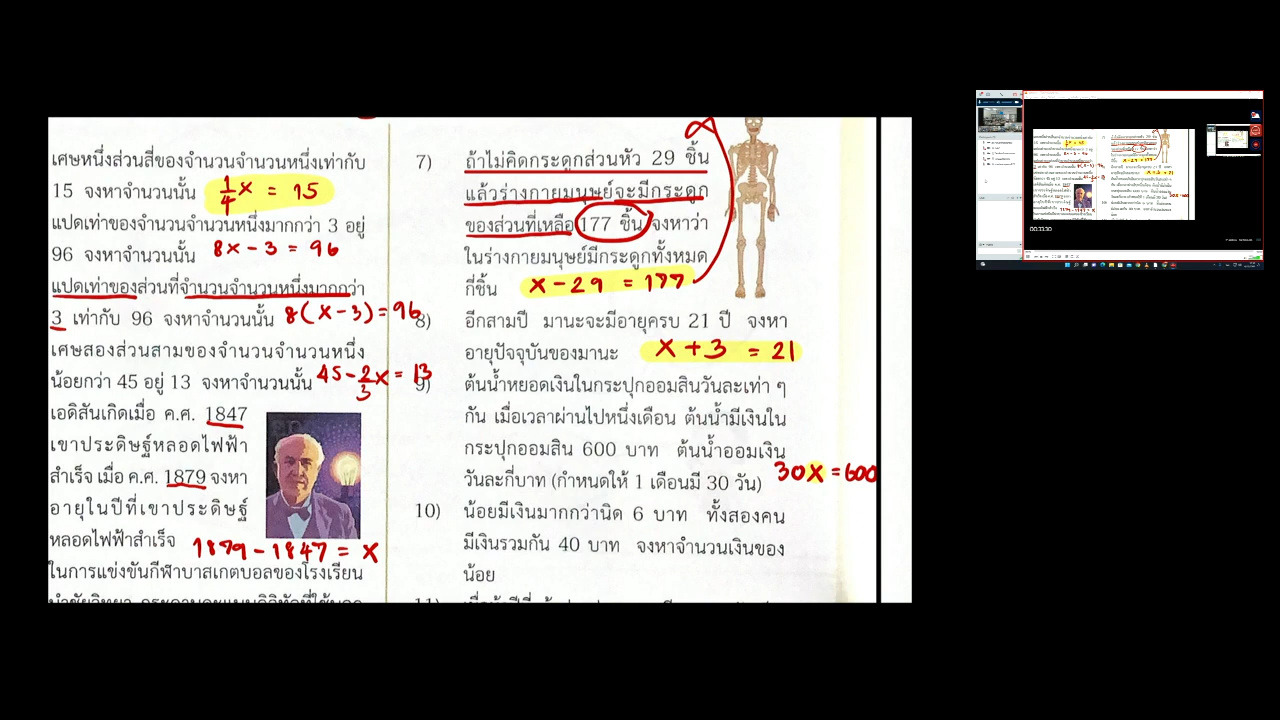 เศษหนึ่งส่วนสี่ของจำนวนจำนวนหนึ่งเท่ากับ
15 จงหาจำนวนนั้น 1/4 x = 15
แปดเท่าของจำนวนจำนวนหนึ่งมากกว่า 3 อยู่
96 จงหาจำนวนนั้น 8x - 3 = 96
แปดเท่าของส่วนที่จำนวนจำนวนหนึ่งมากกว่า
3 เท่ากับ 96 จงหาจำนวนนั้น 8(x-3) = 96
เศษสองส่วนสามของจำนวนจำนวนหนึ่ง
น้อยกว่า 45 อยู่ 13 จงหาจำนวนนั้น 45 - 2/3 x = 13
เอดิสันเกิดเมื่อ ค.ศ. 1847
เขาประดิษฐ์หลอดไฟฟ้า
สำเร็จ เมื่อ ค.ศ. 1879 จงหา
อายุในปีที่เขาประดิษฐ์
หลอดไฟฟ้าสำเร็จ 1879 - 1847 = x
ในการแข่งขันกีฬาบาสเกตบอลของโรงเรียน
7) ถ้าไม่คิดกระดูกส่วนหัว 29 ชิ้น
แล้วร่างกายมนุษย์จะมีกระดูก
ของส่วนที่เหลือ 177 ชิ้น จงหาว่า
ในร่างกายมนุษย์มีกระดูกทั้งหมด
กี่ชิ้น x - 29 = 177
8) อีกสามปี มานะจะมีอายุครบ 21 ปี จงหา
อายุปัจจุบันของมานะ x + 3 = 21
9) ต้นน้ำหยอดเงินในกระปุกออมสินวันละเท่า ๆ
กัน เมื่อเวลาผ่านไปหนึ่งเดือน ต้นน้ำมีเงินใน
กระปุกออมสิน 600 บาท ต้นน้ำออมเงิน
วันละกี่บาท (กำหนดให้ 1 เดือนมี 30 วัน) 30x = 600
10) น้อยมีเงินมากกว่านิด 6 บาท ทั้งสองคน
มีเงินรวมกัน 40 บาท จงหาจำนวนเงินของ
น้อย